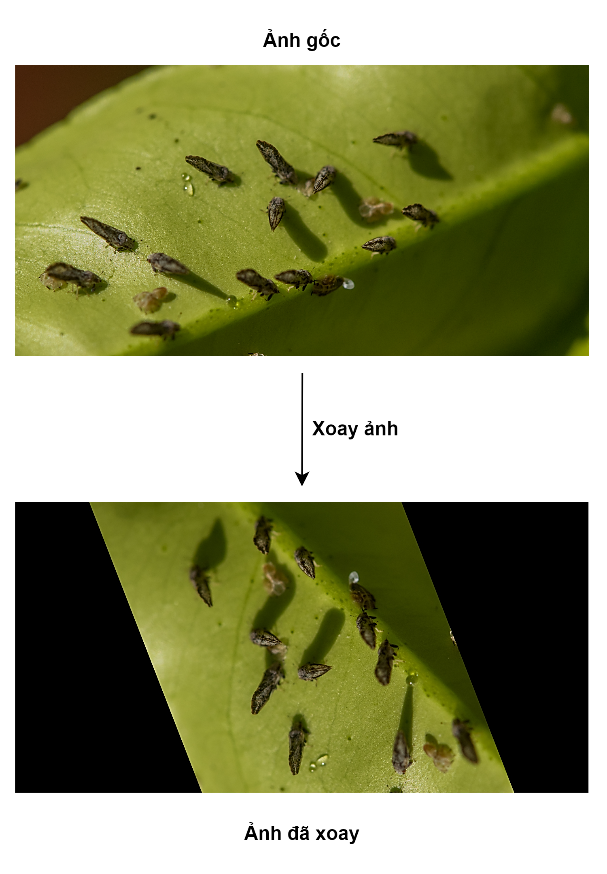 Ảnh gốc
Xoay ảnh
Ảnh đã xoay